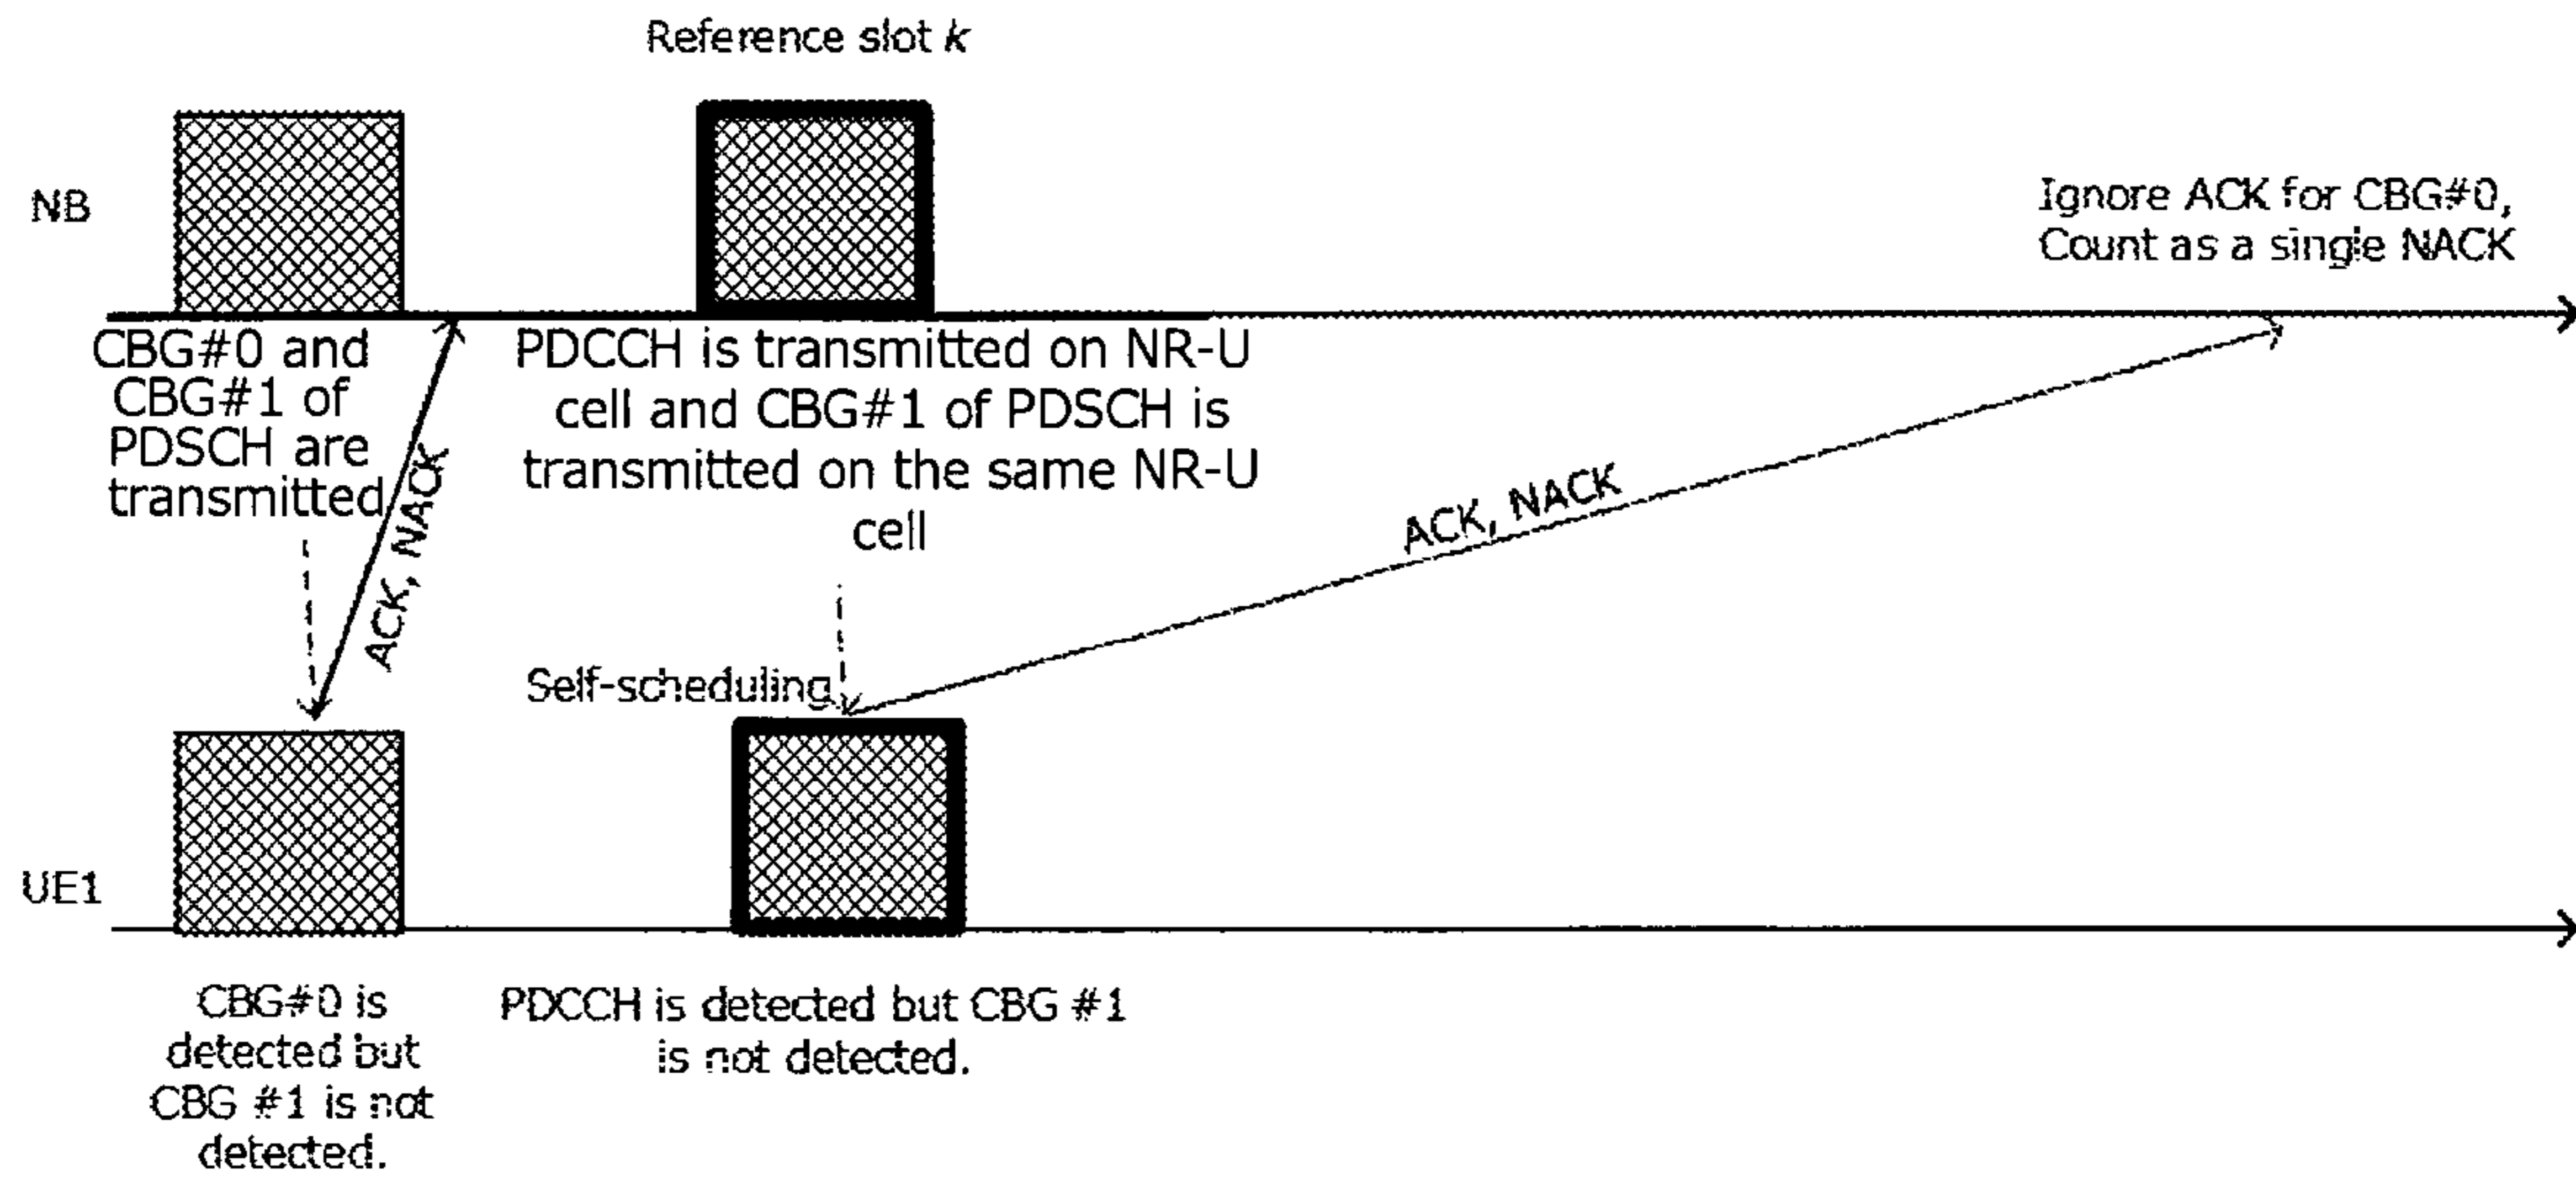 Reference slot k
NB
Ignore ACK for CBG#0,
Count as a single NACK
CBG#0 and
CBG#1 of
PDSCH are
transmitted
ACK, NACK
PDCCH is transmitted on NR-U
cell and CBG#1 of PDSCH is
transmitted on the same NR-U
cell
ACK, NACK
Self-scheduling
UE1
CBG#0 is
detected but
CBG #1 is not
detected.
PDCCH is detected but CBG #1
is not detected.